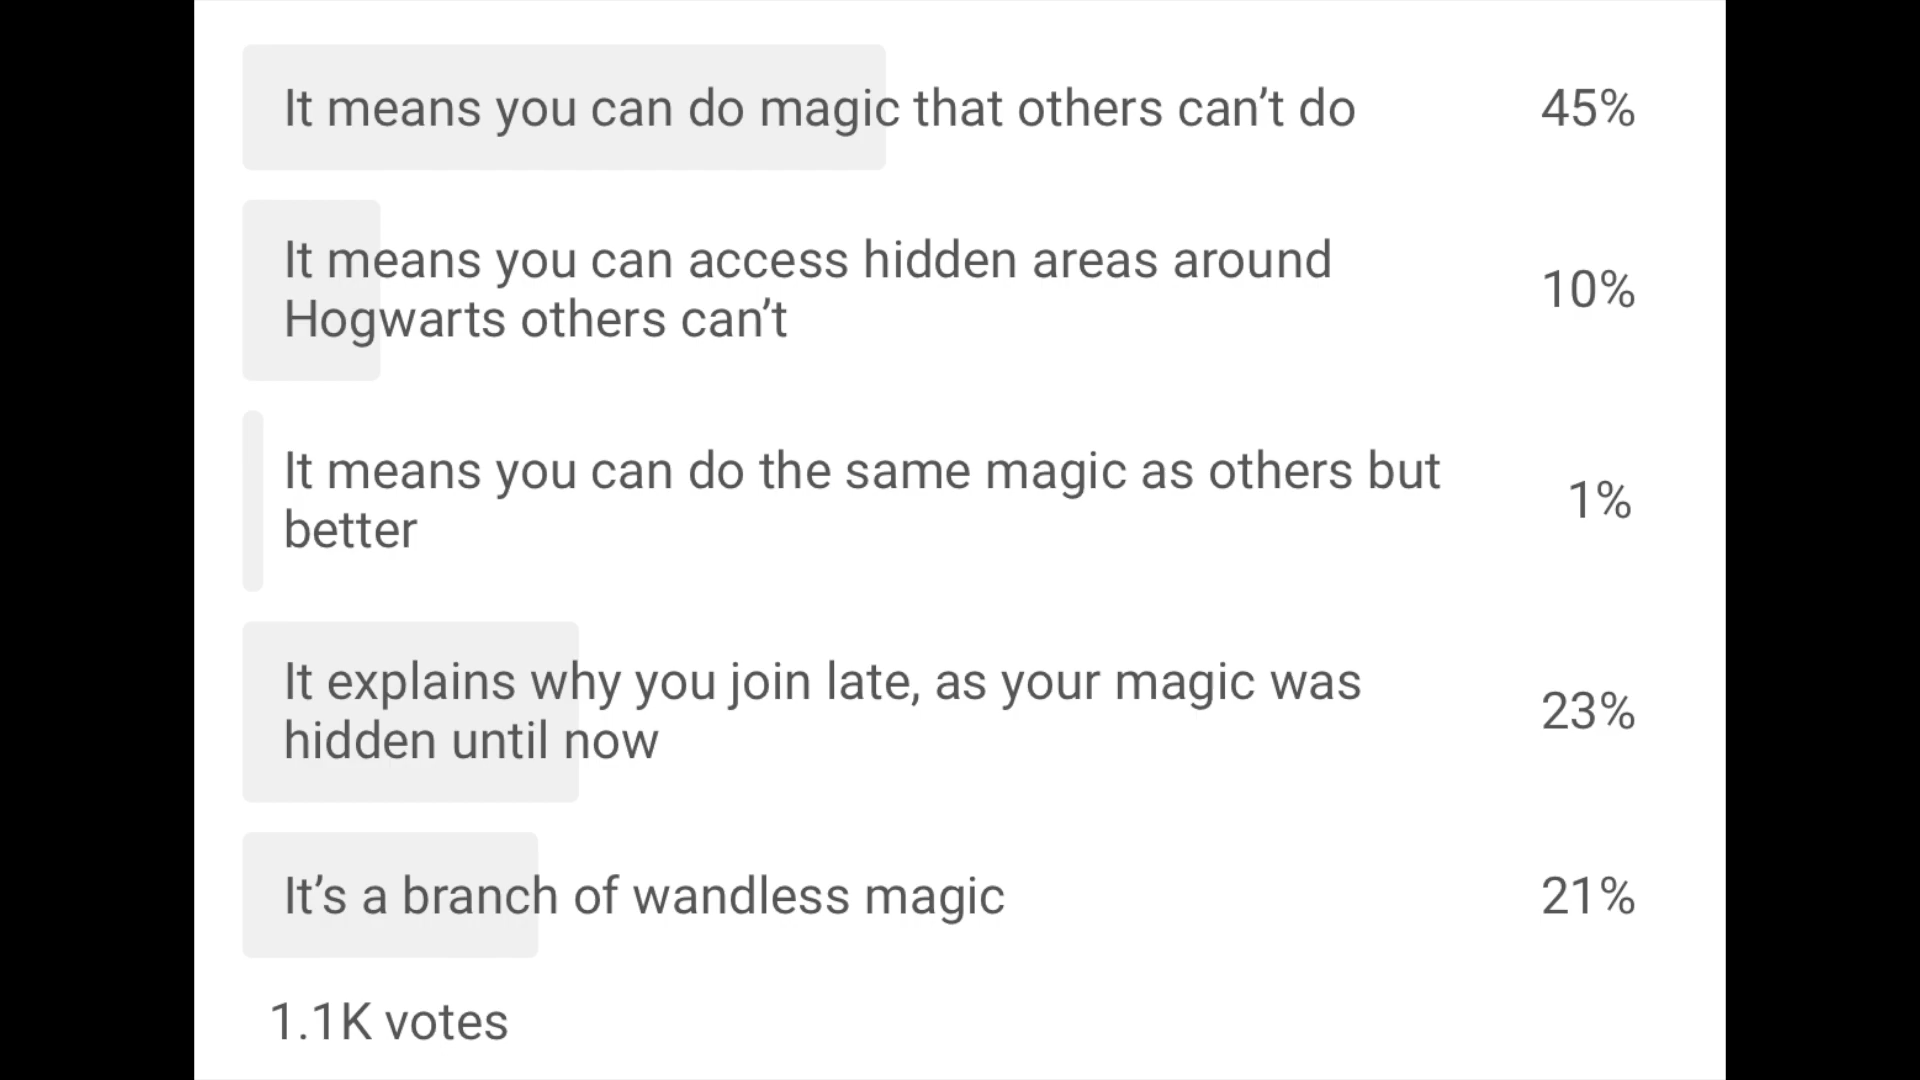 It means you can do magic that others can’t do
45%
It means you can access hidden areas around
Hogwarts others can’t
10%
It means you can do the same magic as others but
better
1%
It explains why you join late, as your magic was
hidden until now
23%
It’s a branch of wandless magic
21%
1.1K votes